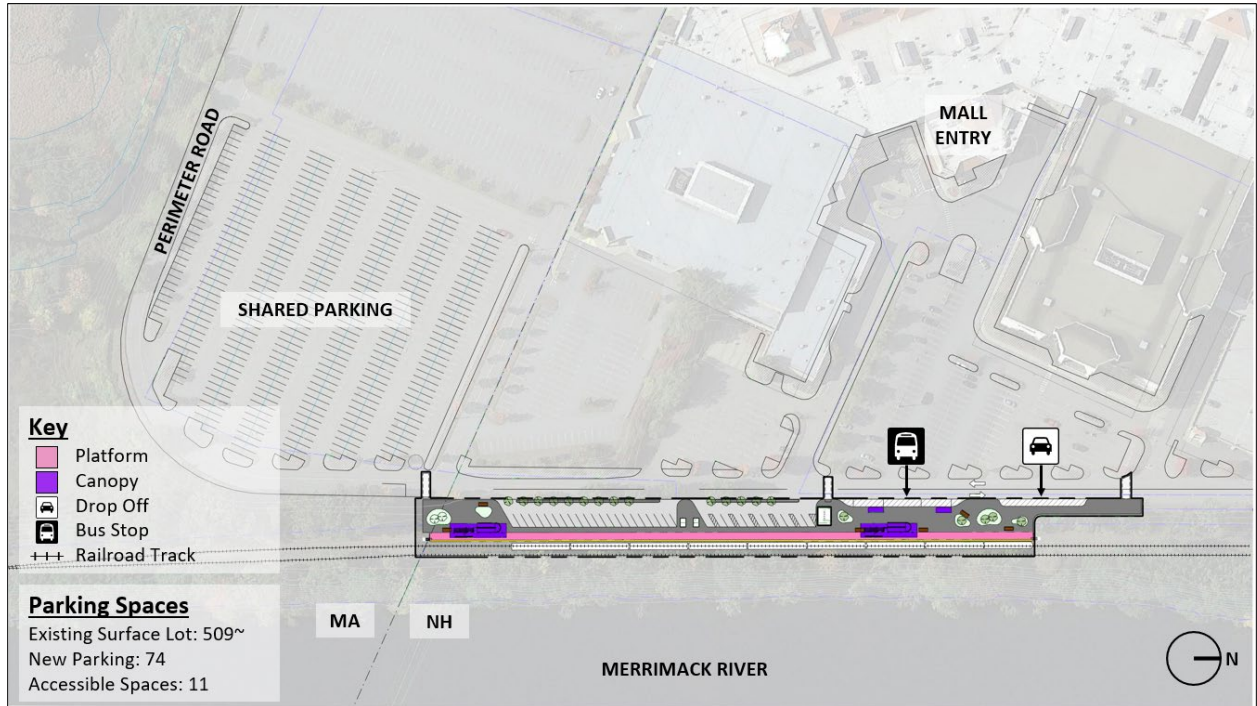 PERIMETER ROAD
MALL
ENTRY
SHARED PARKING
Key
Platform
Canopy
Drop Off
Bus Stop
Railroad Track
Parking Spaces
Existing Surface Lot: 509~
New Parking: 74
Accessible Spaces: 11
MA
NH
MERRIMACK RIVER
N